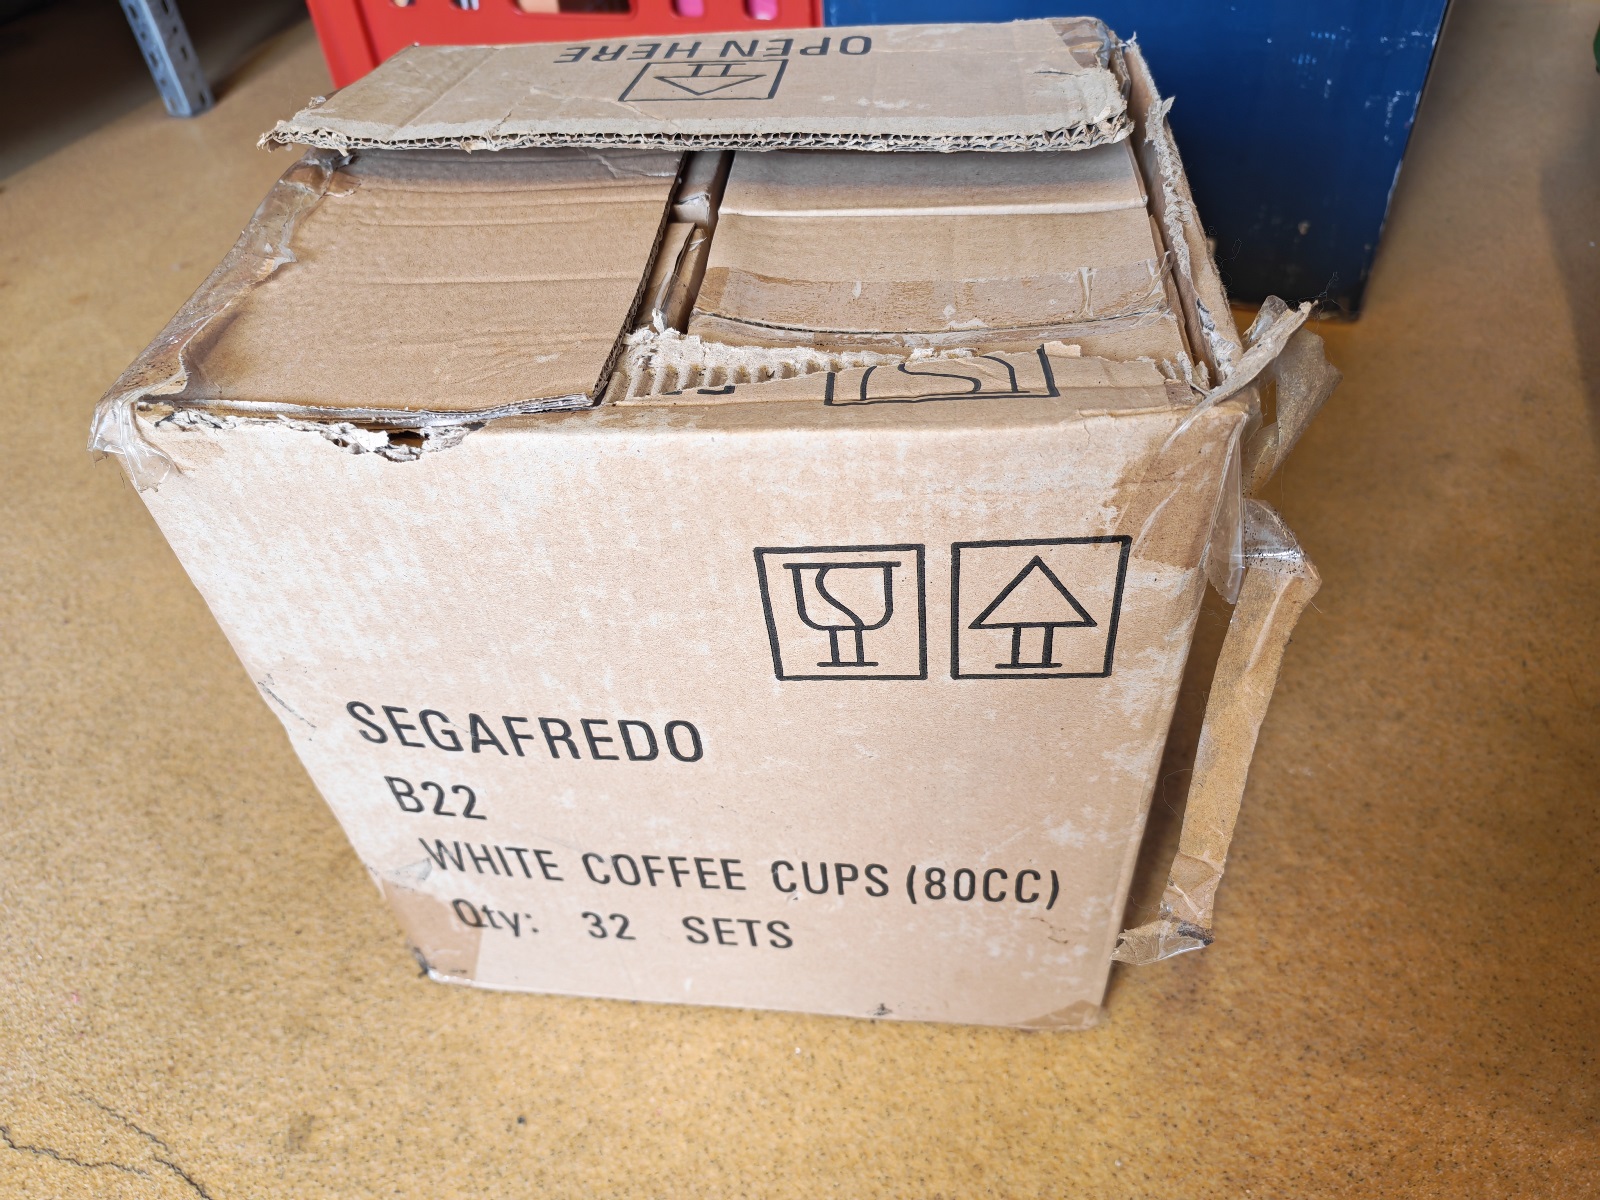 OPEN HERE
SEGAFREDO
B22
WHITE COFFEE CUPS (80CC)
Qty: 32 SETS